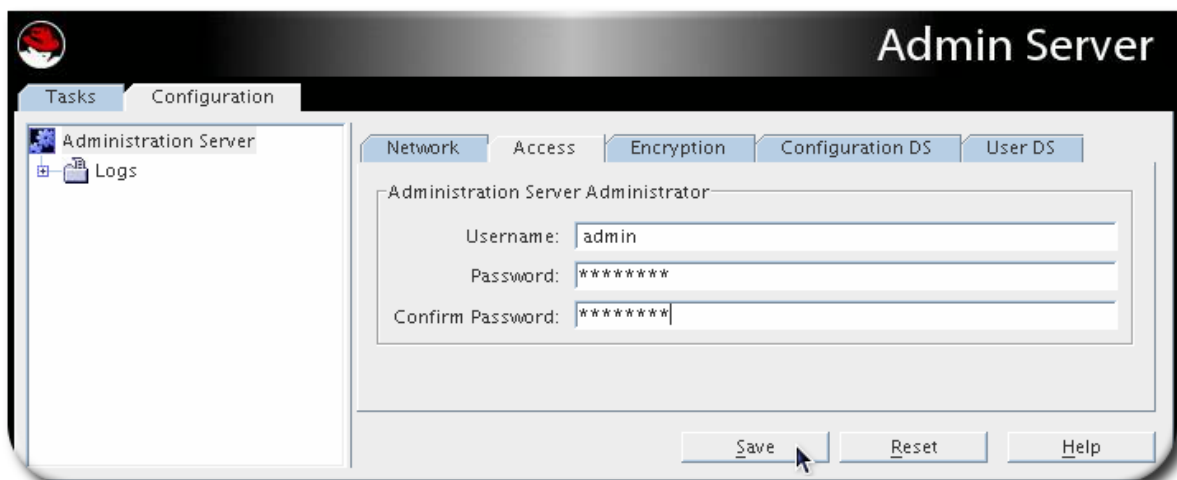 Admin Server
Tasks Configuration
Administration Server
Logs
Network Access Encryption Configuration DS User DS
Administration Server Administrator
Username: admin
Password: ********
Confirm Password: ********
Save Reset Help